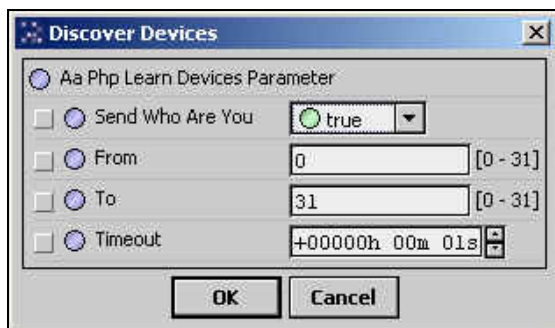 Discover Devices
Aa Php Learn Devices Parameter
Send Who Are You true
From 0 [0 - 31]
To 31 [0 - 31]
Timeout +00000h 00m 01s
OK Cancel